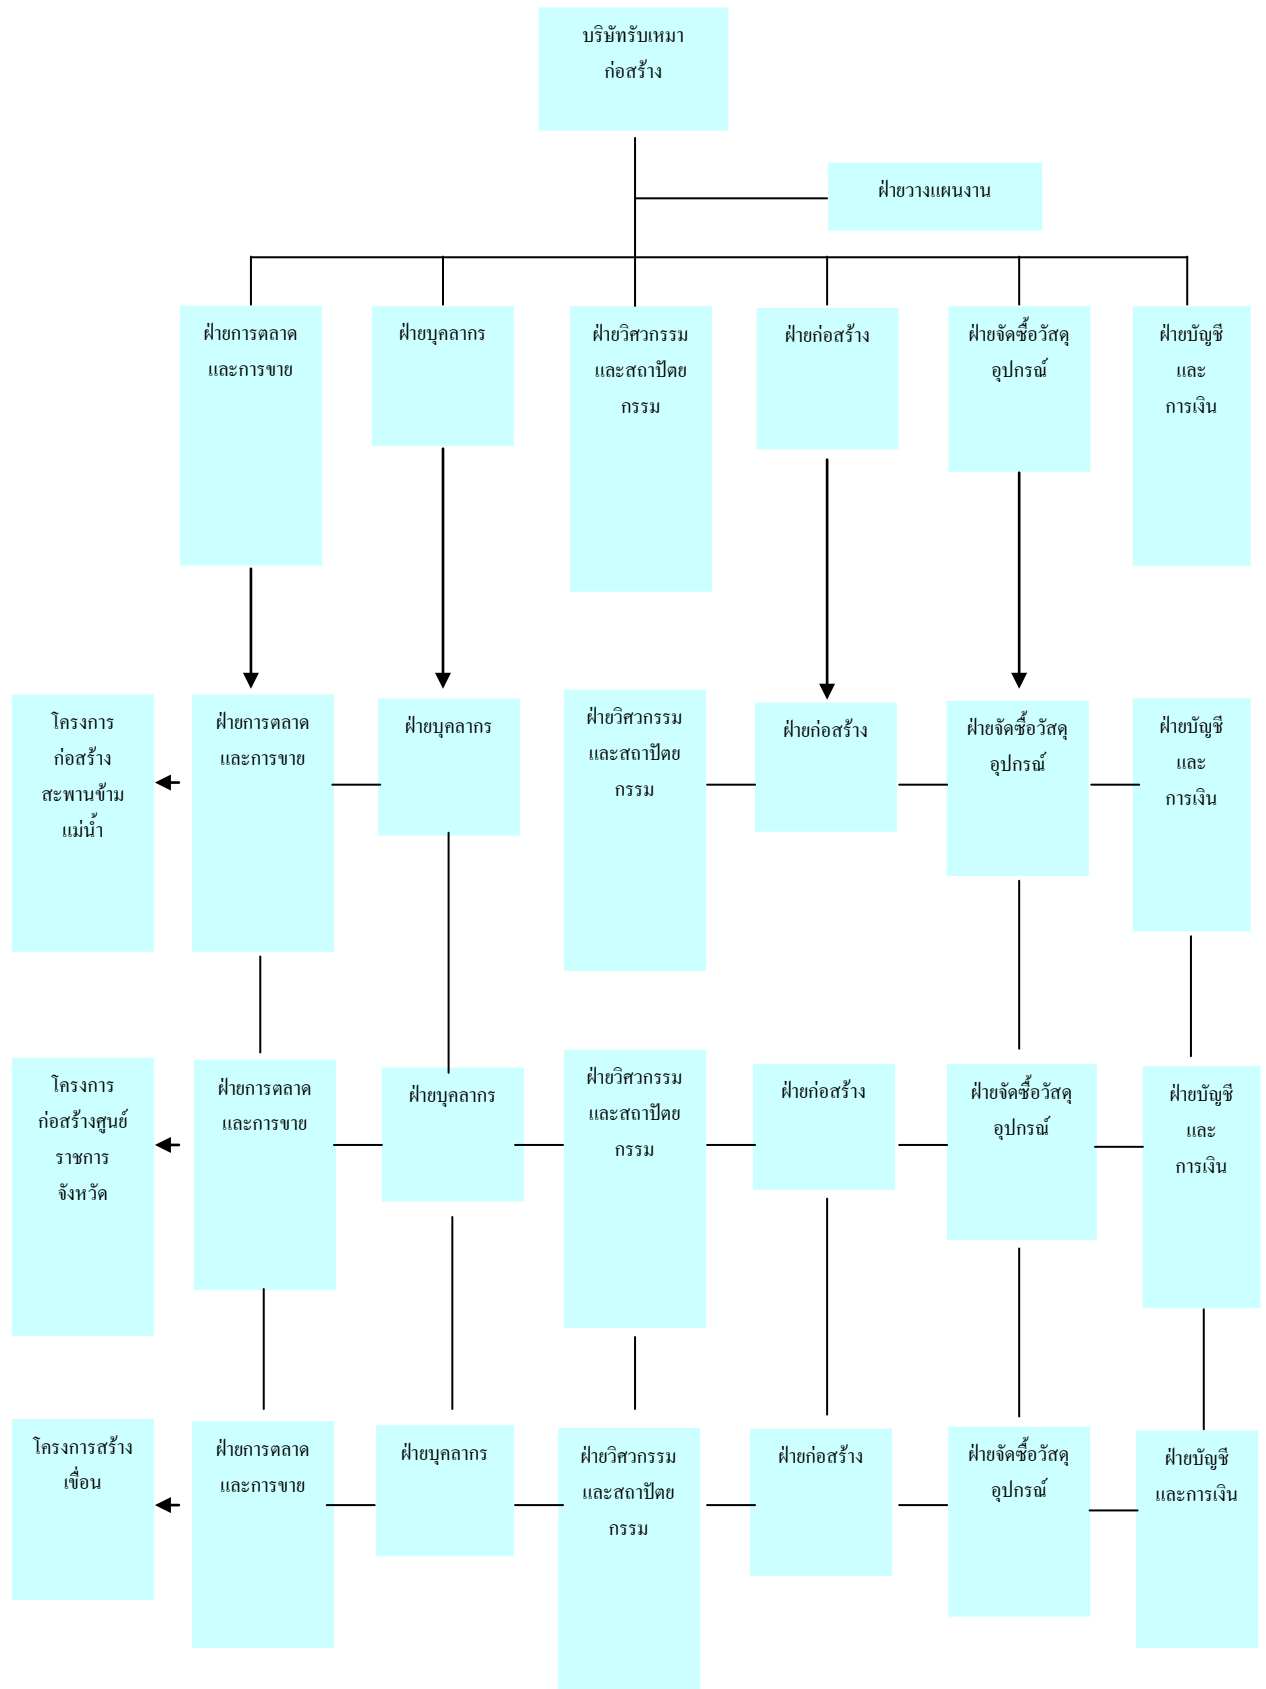 บริษัทรับเหมา
ก่อสร้าง
ฝ่ายวางแผนงาน
ฝ่ายการตลาด
และการขาย
ฝ่ายบุคลากร
ฝ่ายวิศวกรรม
และสถาปัตย
กรรม
ฝ่ายก่อสร้าง
ฝ่ายจัดซื้อวัสดุ
อุปกรณ์
ฝ่ายบัญชี
และ
การเงิน
โครงการ
ก่อสร้าง
สะพานข้าม
แม่น้ำ
ฝ่ายการตลาด
และการขาย
ฝ่ายบุคลากร
ฝ่ายวิศวกรรม
และสถาปัตย
กรรม
ฝ่ายก่อสร้าง
ฝ่ายจัดซื้อวัสดุ
อุปกรณ์
ฝ่ายบัญชี
และ
การเงิน
โครงการ
ก่อสร้างศูนย์
ราชการ
จังหวัด
ฝ่ายการตลาด
และการขาย
ฝ่ายบุคลากร
ฝ่ายวิศวกรรม
และสถาปัตย
กรรม
ฝ่ายก่อสร้าง
ฝ่ายจัดซื้อวัสดุ
อุปกรณ์
ฝ่ายบัญชี
และ
การเงิน
โครงการสร้าง
เขื่อน
ฝ่ายการตลาด
และการขาย
ฝ่ายบุคลากร
ฝ่ายวิศวกรรม
และสถาปัตย
กรรม
ฝ่ายก่อสร้าง
ฝ่ายจัดซื้อวัสดุ
อุปกรณ์
ฝ่ายบัญชี
และการเงิน